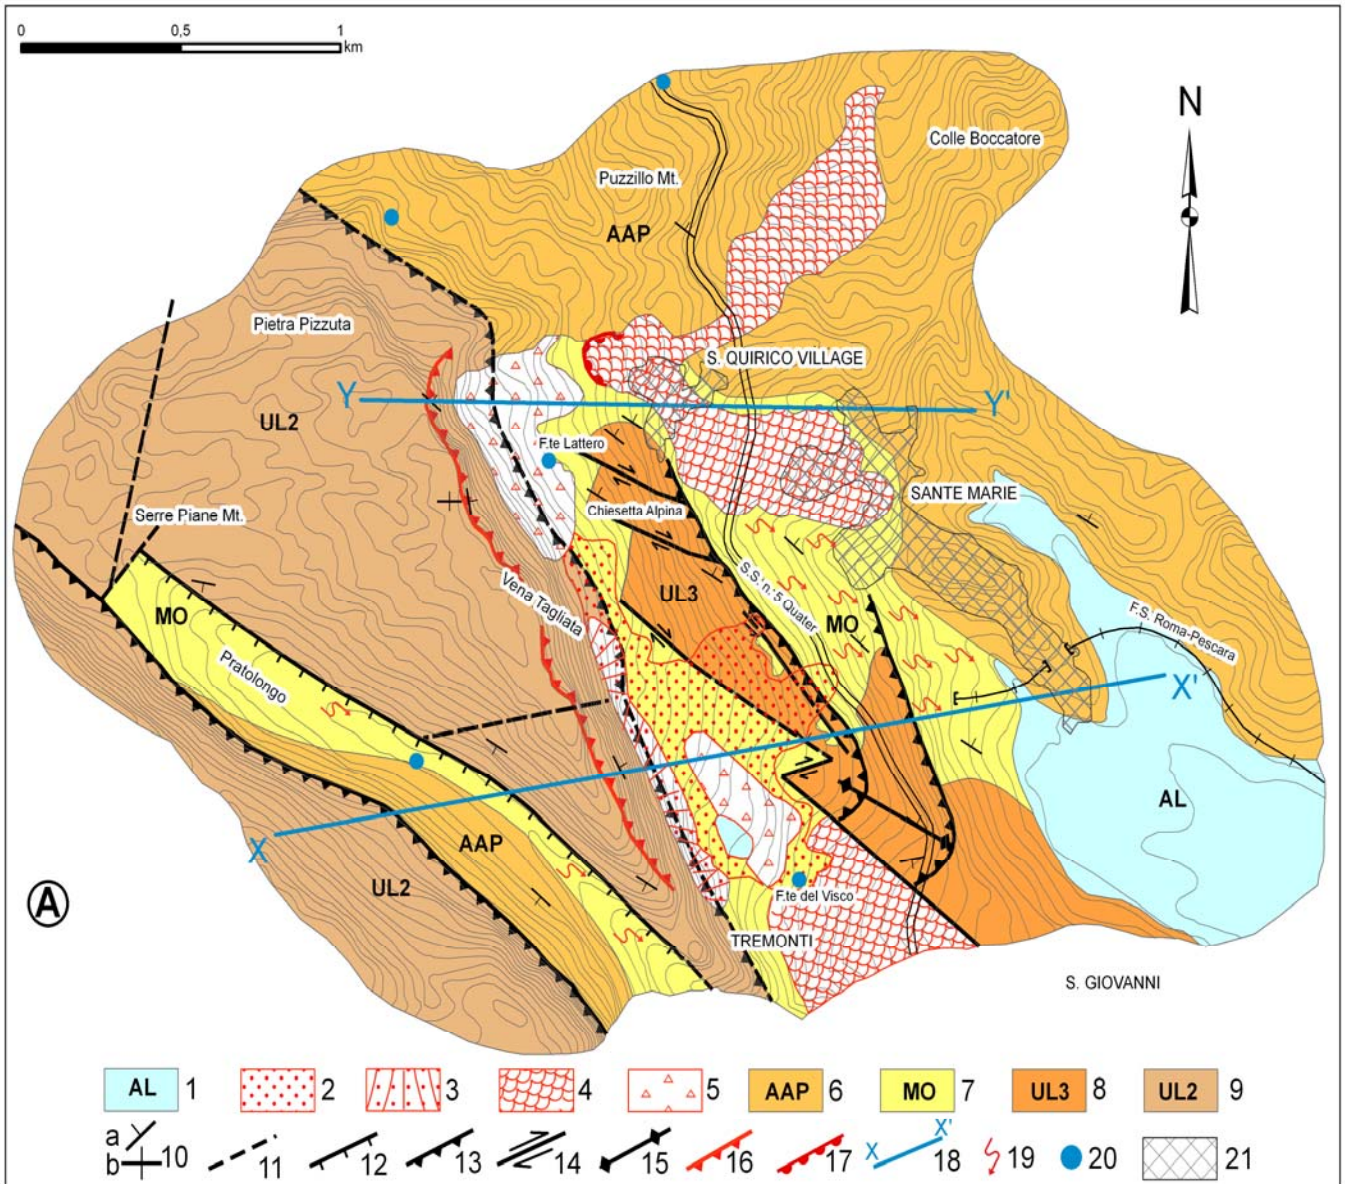 0 0,5 1
km
N
Colle Boccatore
Puzzillo Mt.
AAP
Pietra Pizzuta
S. QUIRICO VILLAGE
Y
Y'
UL2
F.te Lattero
SANTE MARIE
Chiesetta Alpina
Serre Piane Mt.
Vena Tagliata
UL3
S.S. n. 5 Quater
MO
MO
F.S. Roma-Pescara
Pratolongo
X'
AL
X
AAP
UL2
A
F.te del Visco
TREMONTI
S. GIOVANNI
AL 1 2 3 4 5 AAP 6 MO 7 UL3 8 UL2 9
a
b 10 11 12 13 14 15 16 17 X X' 18 19 20 21